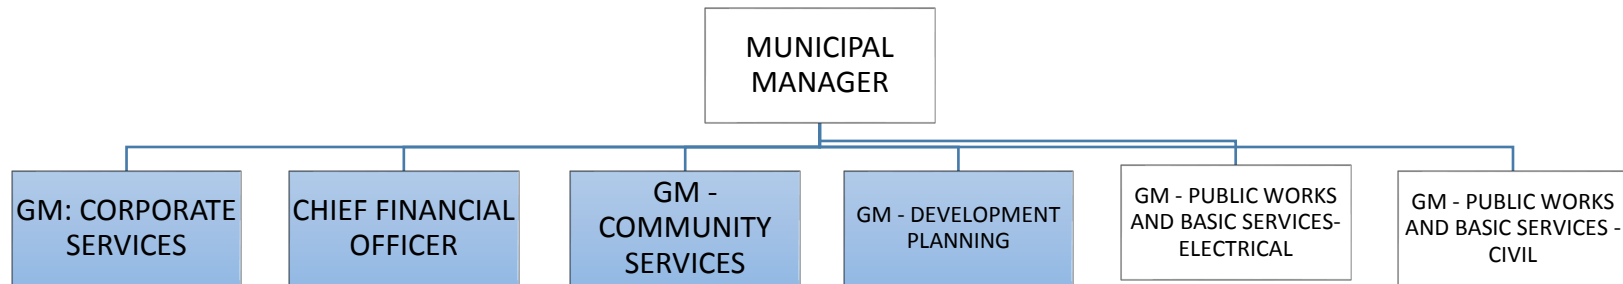 MUNICIPAL
MANAGER
GM: CORPORATE
SERVICES
CHIEF FINANCIAL
OFFICER
GM -
COMMUNITY
SERVICES
GM - DEVELOPMENT
PLANNING
GM - PUBLIC WORKS
AND BASIC SERVICES-
ELECTRICAL
GM - PUBLIC WORKS
AND BASIC SERVICES -
CIVIL